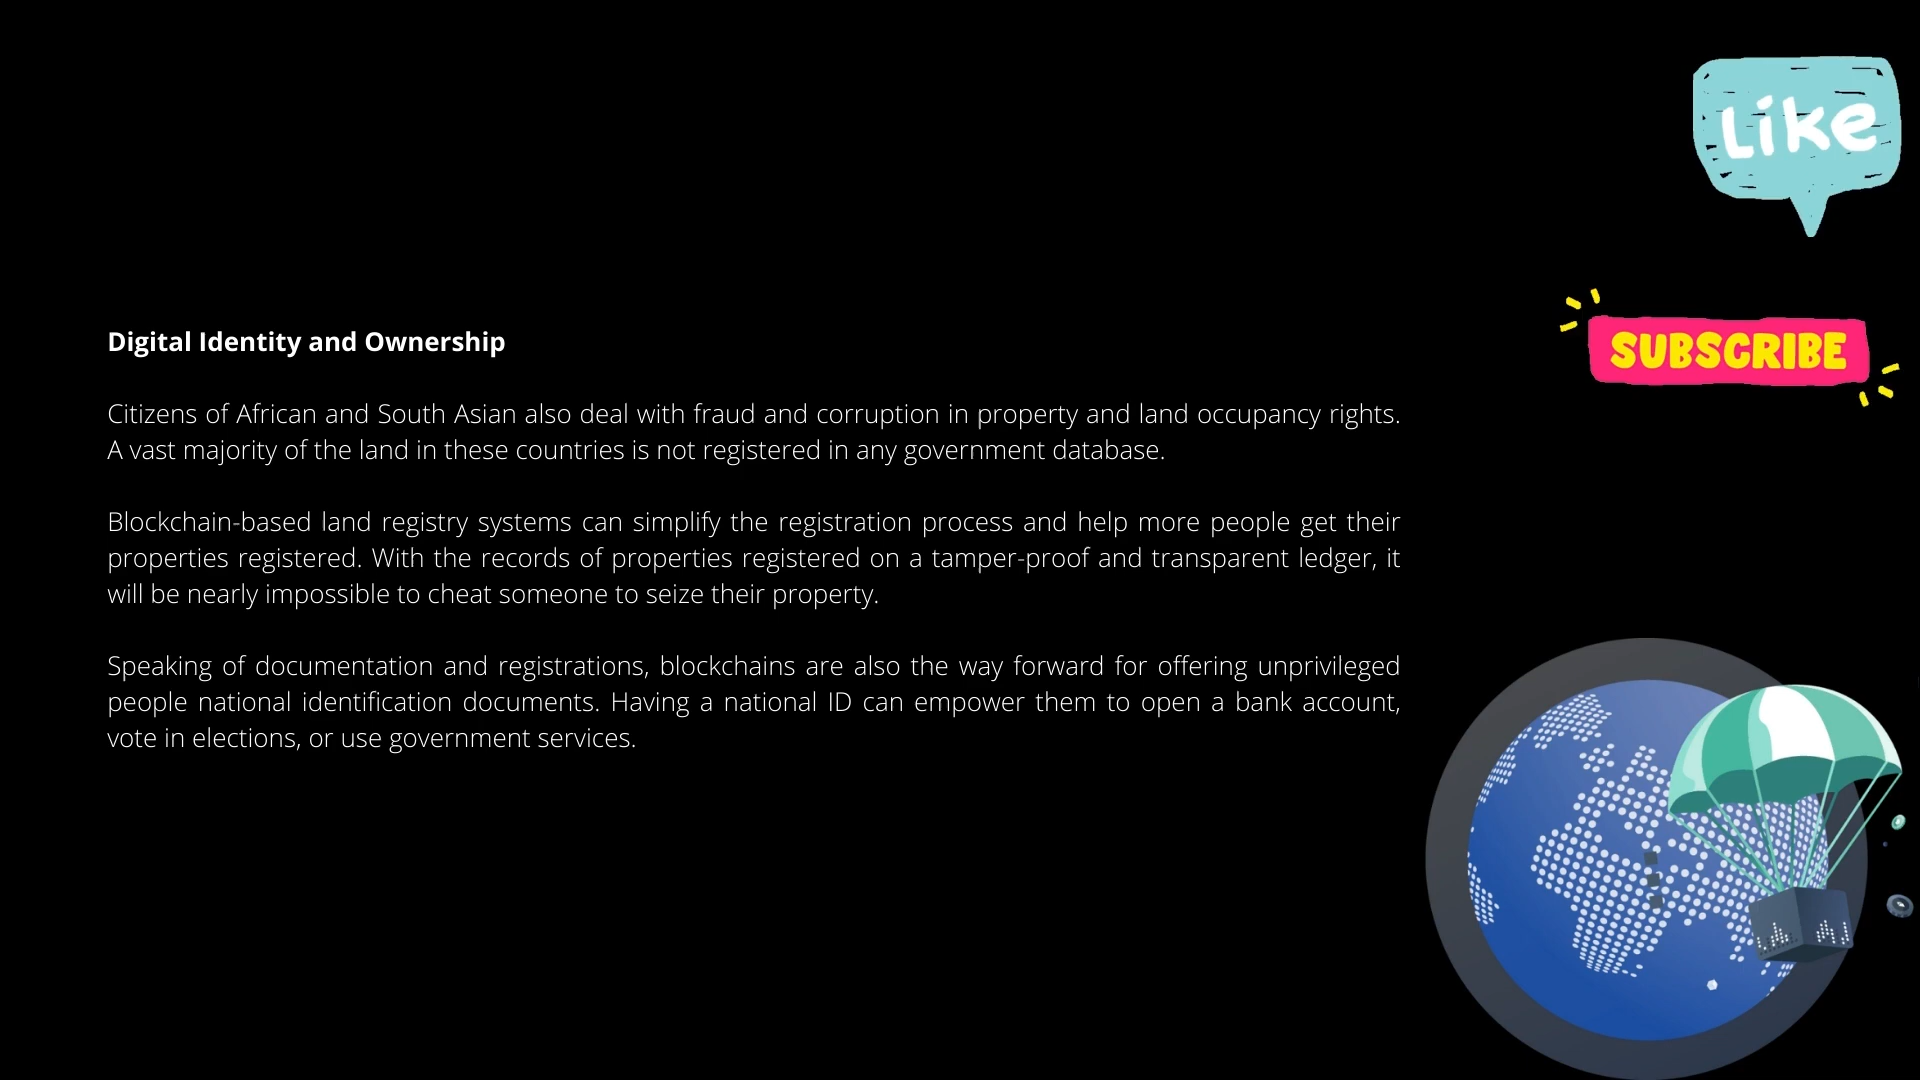 Like
SUBSCRIBE
Digital Identity and Ownership
Citizens of African and South Asian also deal with fraud and corruption in property and land occupancy rights.
A vast majority of the land in these countries is not registered in any government database.
Blockchain-based land registry systems can simplify the registration process and help more people get their
properties registered. With the records of properties registered on a tamper-proof and transparent ledger, it
will be nearly impossible to cheat someone to seize their property.
Speaking of documentation and registrations, blockchains are also the way forward for offering unprivileged
people national identification documents. Having a national ID can empower them to open a bank account,
vote in elections, or use government services.